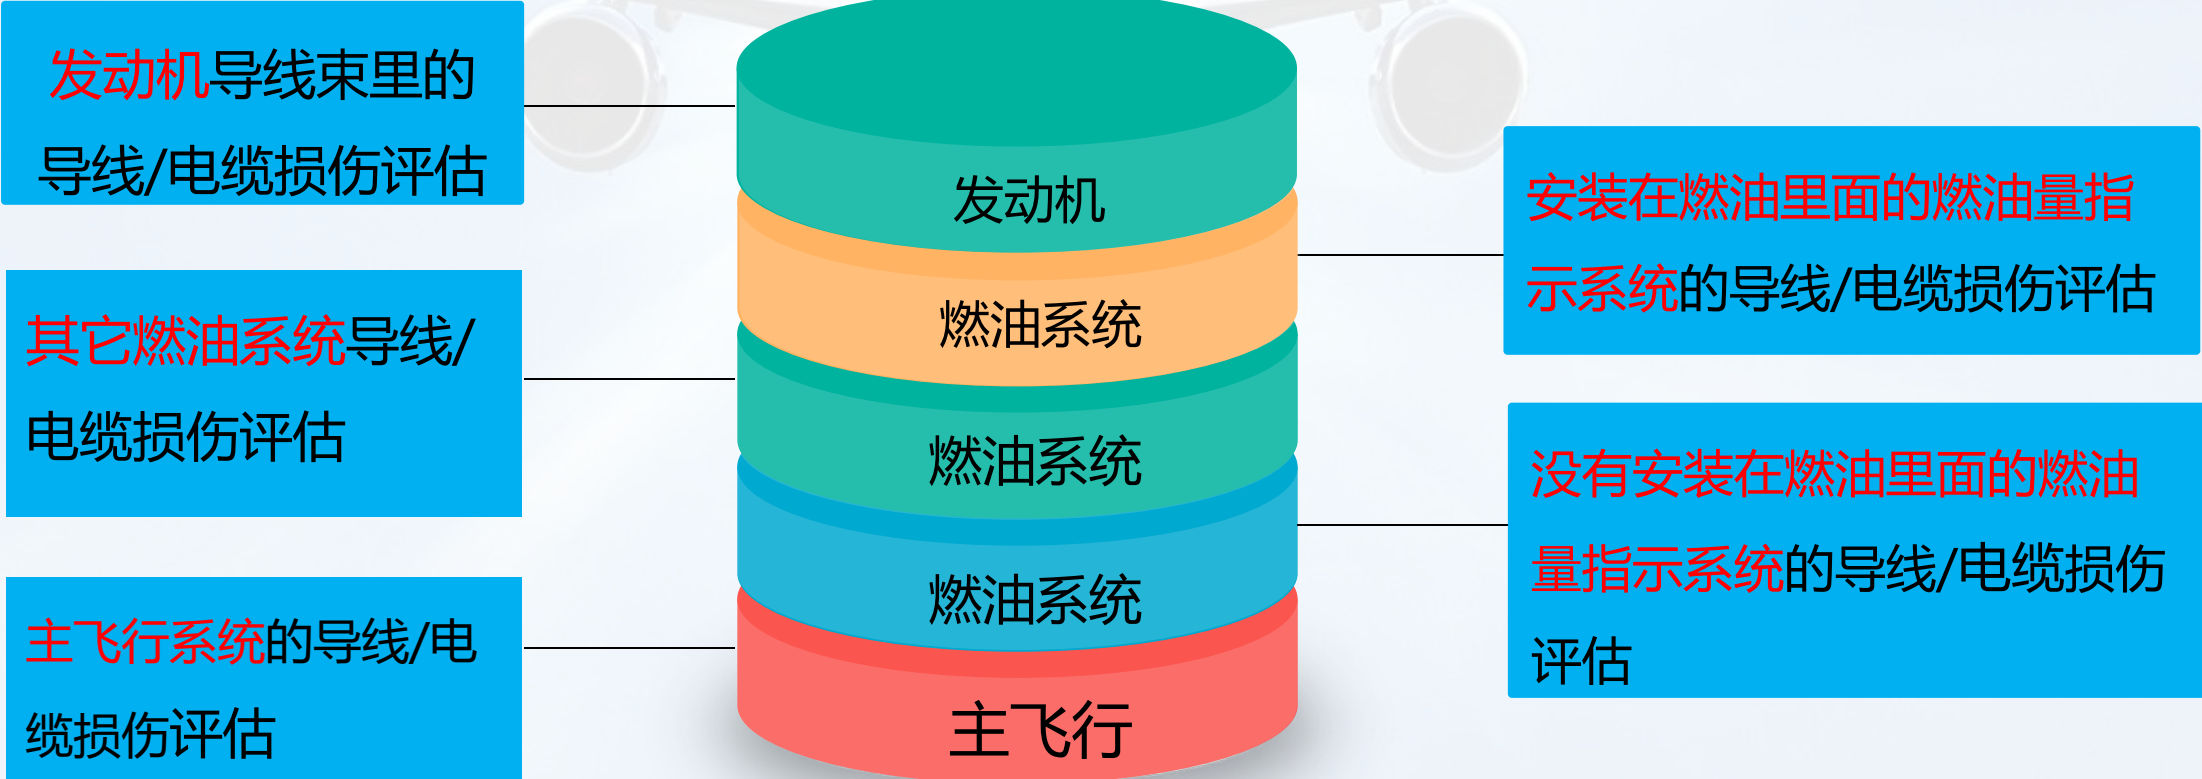 发动机导线束里的
导线/电缆损伤评估
其它燃油系统导线/
电缆损伤评估
主飞行系统的导线/电
缆损伤评估
发动机
燃油系统
燃油系统
燃油系统
主飞行
安装在燃油里面的燃油量指
示系统的导线/电缆损伤评估
没有安装在燃油里面的燃油
量指示系统的导线/电缆损伤
评估